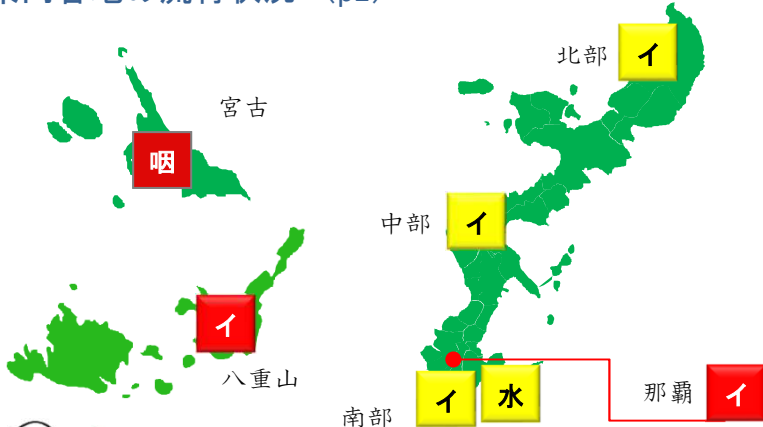 (p2)
北部
イ
宮古
咽
中部
イ
イ
八重山
南部
イ
水
那覇
イ